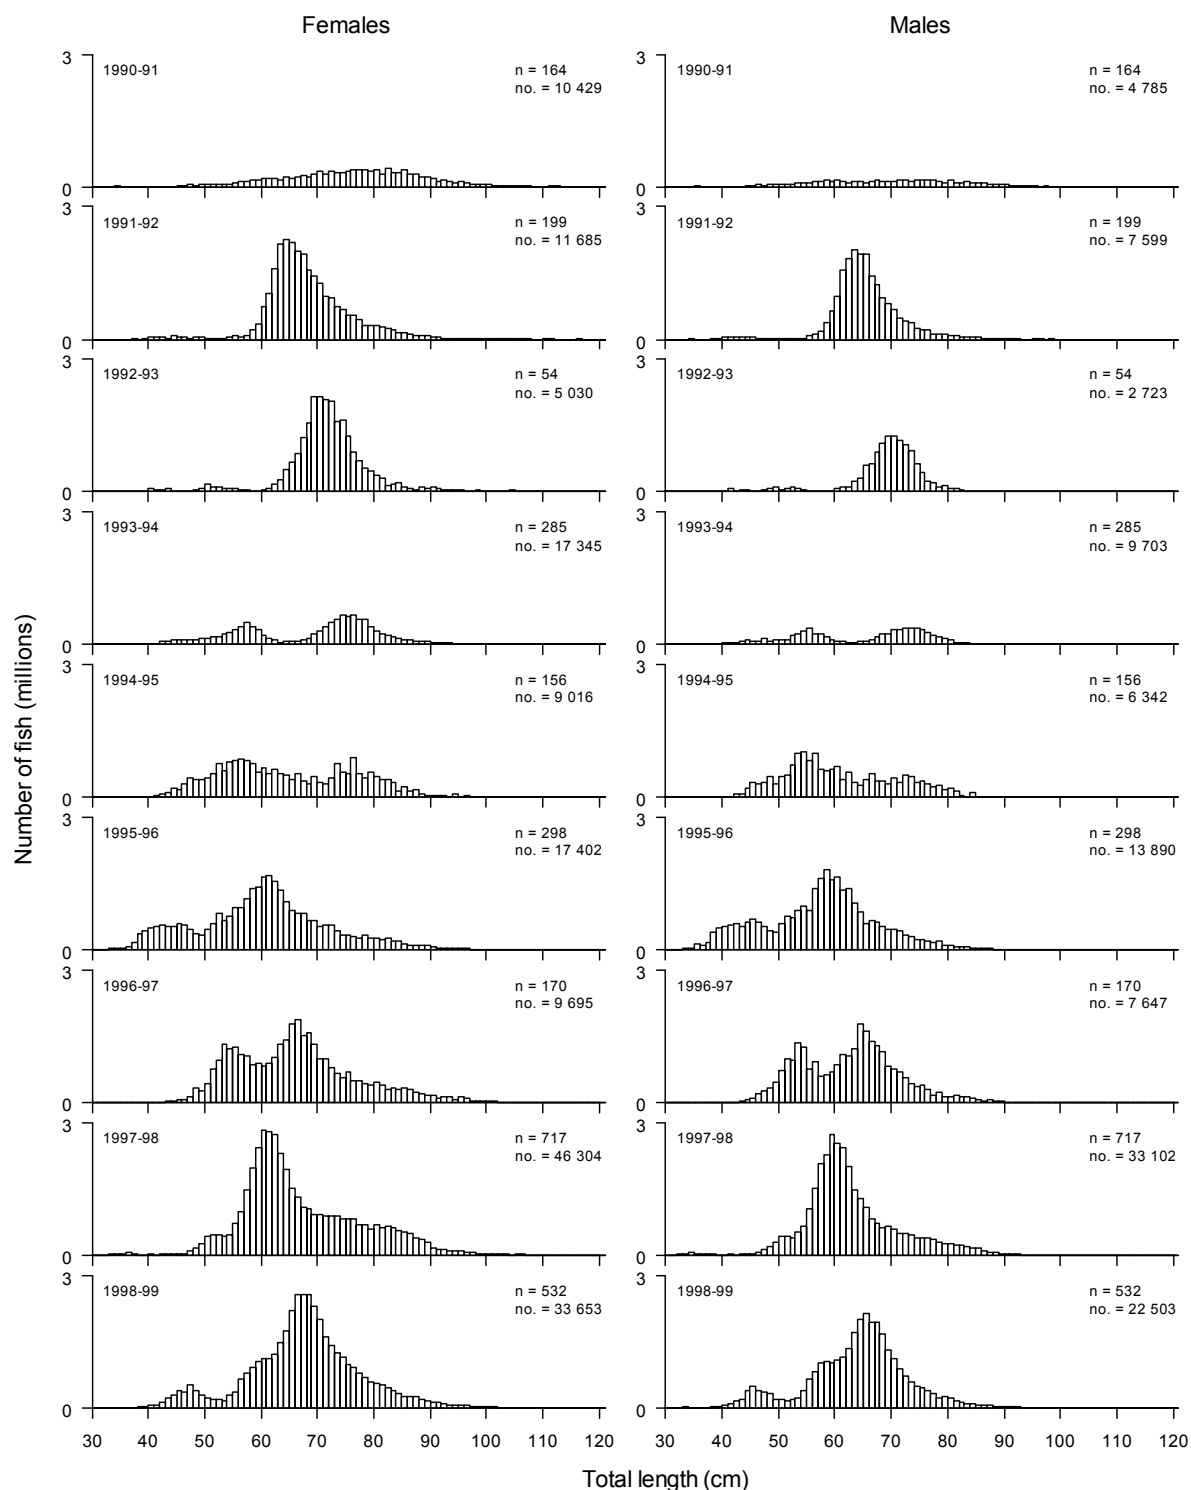 Females Males
3
1990-91 n = 164 1990-91 n = 164
no. = 10 429 no. = 4 785
0 0
3 3
1991-92 n = 199 1991-92 n = 199
no. = 11 685 no. = 7 599
0 0
3 3
1992-93 n = 54 1992-93 n = 54
no. = 5 030 no. = 2 723
0 0
3 3
1993-94 n = 285 1993-94 n = 285
no. = 17 345 no. = 9 703
0 0
3 3
1994-95 n = 156 1994-95 n = 156
no. = 9 016 no. = 6 342
0 0
3 3
1995-96 n = 298 1995-96 n = 298
no. = 17 402 no. = 13 890
0 0
3 3
1996-97 n = 170 1996-97 n = 170
no. = 9 695 no. = 7 647
0 0
3 3
1997-98 n = 717 1997-98 n = 717
no. = 46 304 no. = 33 102
0 0
3 3
1998-99 n = 532 1998-99 n = 532
no. = 33 653 no. = 22 503
0 0
30 40 50 60 70 80 90 100 110 120 30 40 50 60 70 80 90 100 110 120
Total length (cm)
Number of fish (millions)